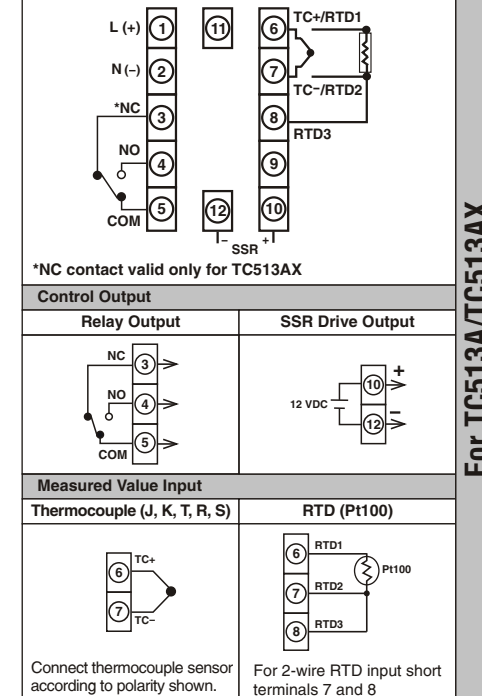 L (+) 1 11 6 TC+/RTD1
N (–) 2 7 TC–/RTD2
*NC 3 8 RTD3
NO 4 9
COM 5 12 10
– SSR +
*NC contact valid only for TC513AX
Control Output
Relay Output
SSR Drive Output
NC 3
NO 4
COM 5
12 VDC
10 +
12 –
Measured Value Input
Thermocouple (J, K, T, R, S)
RTD (Pt100)
6 TC+
7 TC–
6 RTD1
7 RTD2
8 RTD3
Pt100
Connect thermocouple sensor
according to polarity shown.
For 2-wire RTD input short
terminals 7 and 8
For TC513A/TC513AX